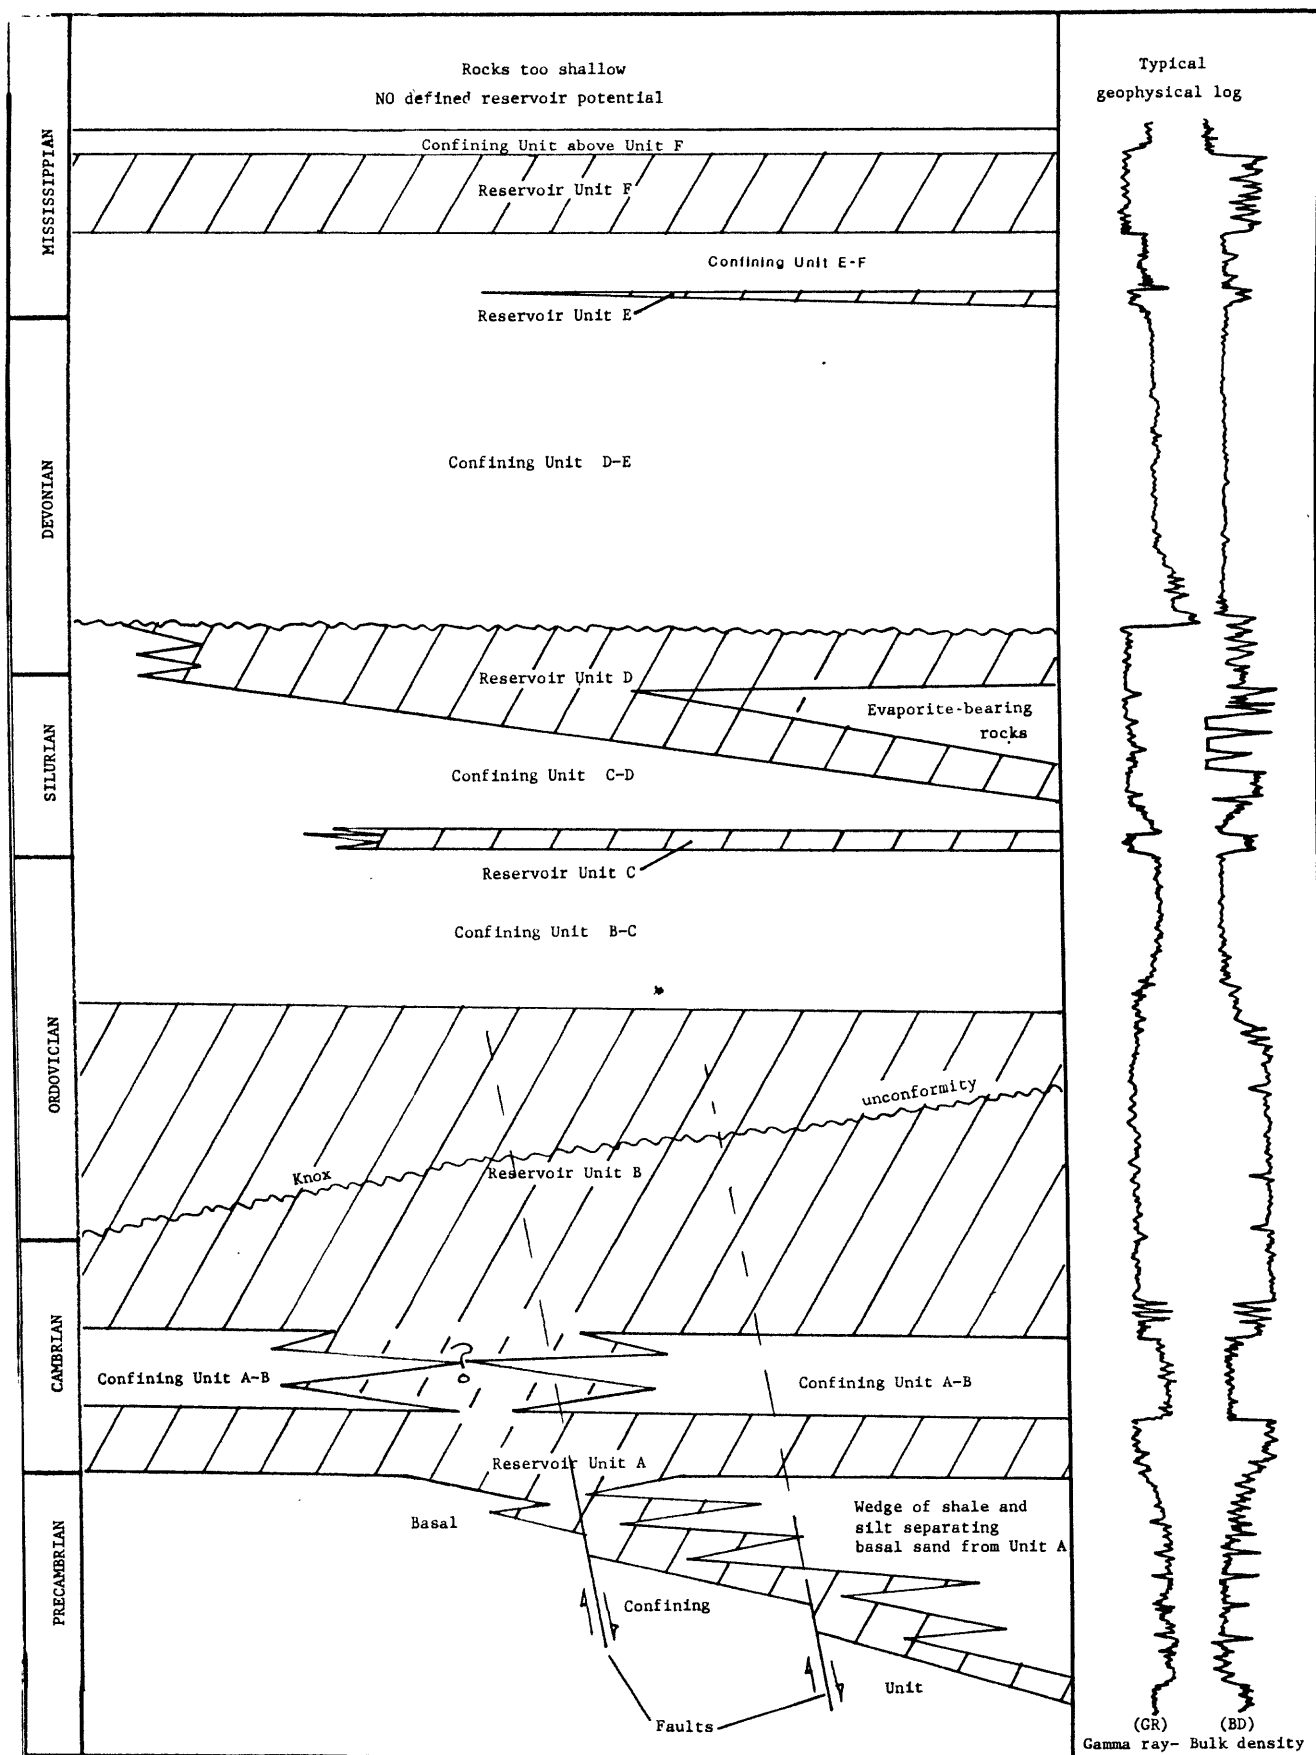 Rocks too shallow
NO defined reservoir potential
Typical
geophysical log
Confining Unit above Unit F
Reservoir Unit F
MISSISSIPPIAN
Confining Unit E-F
Reservoir Unit E
DEVONIAN
Confining Unit D-E
Reservoir Unit D
Evaporite-bearing
rocks
SILURIAN
Confining Unit C-D
Reservoir Unit C
Confining Unit B-C
ORDOVICIAN
unconformity
Knox
Reservoir Unit B
CAMBRIAN
?
Confining Unit A-B
Confining Unit A-B
Reservoir Unit A
PRECAMBRIAN
Basal
Wedge of shale and
silt separating
basal sand from Unit A
Confining
Unit
Faults
(GR)
(BD)
Gamma ray- Bulk density